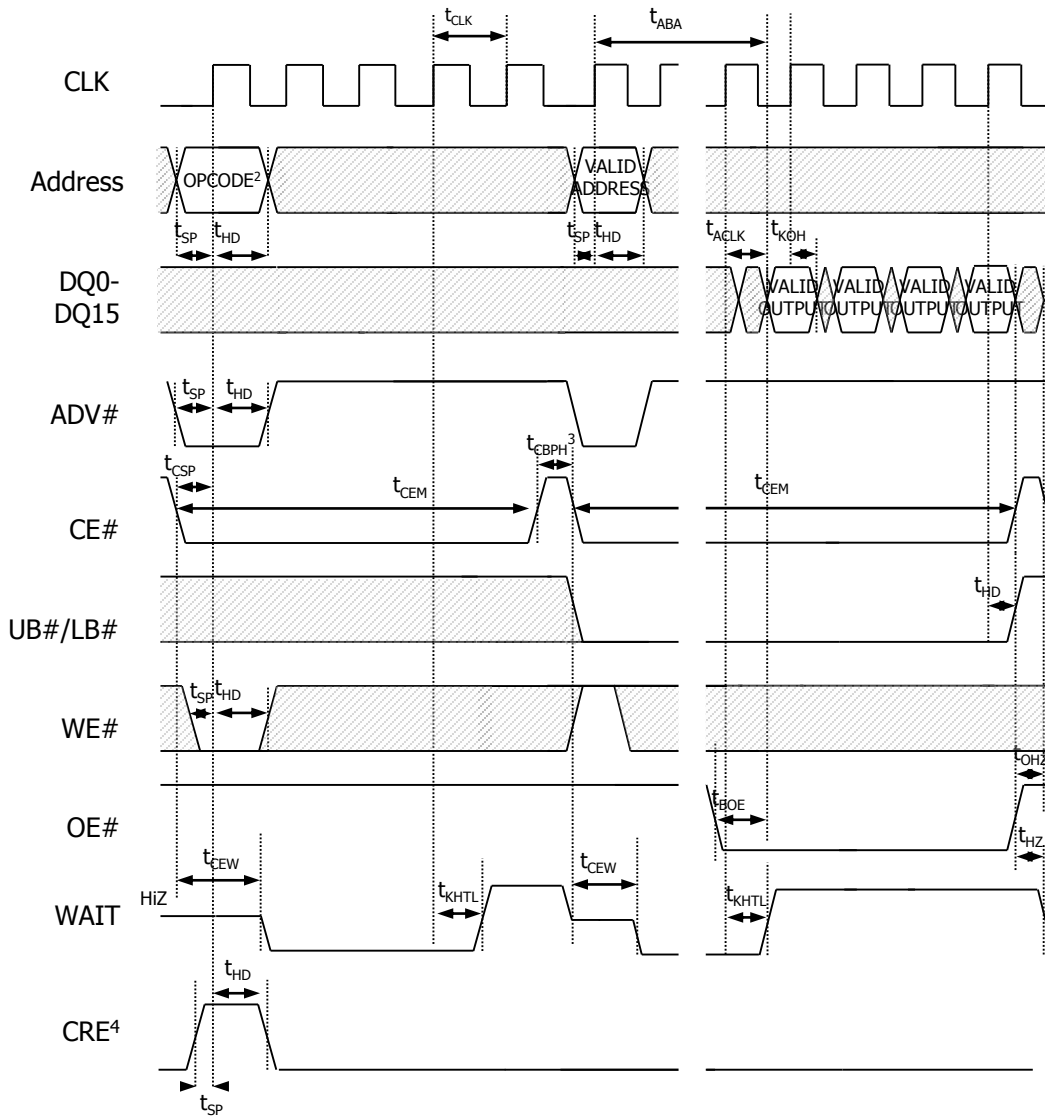 tCLK
tABA
CLK
Address
OPCODE2
VALID
ADDRESS
tSP
tHD
tSP
tHD
tACLK
tKOH
DQ0-
DQ15
VALID
OUTPUT
VALID
OUTPUT
VALID
OUTPUT
VALID
OUTPUT
ADV#
tSP
tHD
tCBPH3
tCSP
tCEM
tCEM
CE#
UB#/LB#
tHD
tSP
tHD
WE#
tOHZ
OE#
tBOE
tHZ
tCEW
tCEW
HiZ
WAIT
tKHTL
tKHTL
tHD
CRE4
tSP